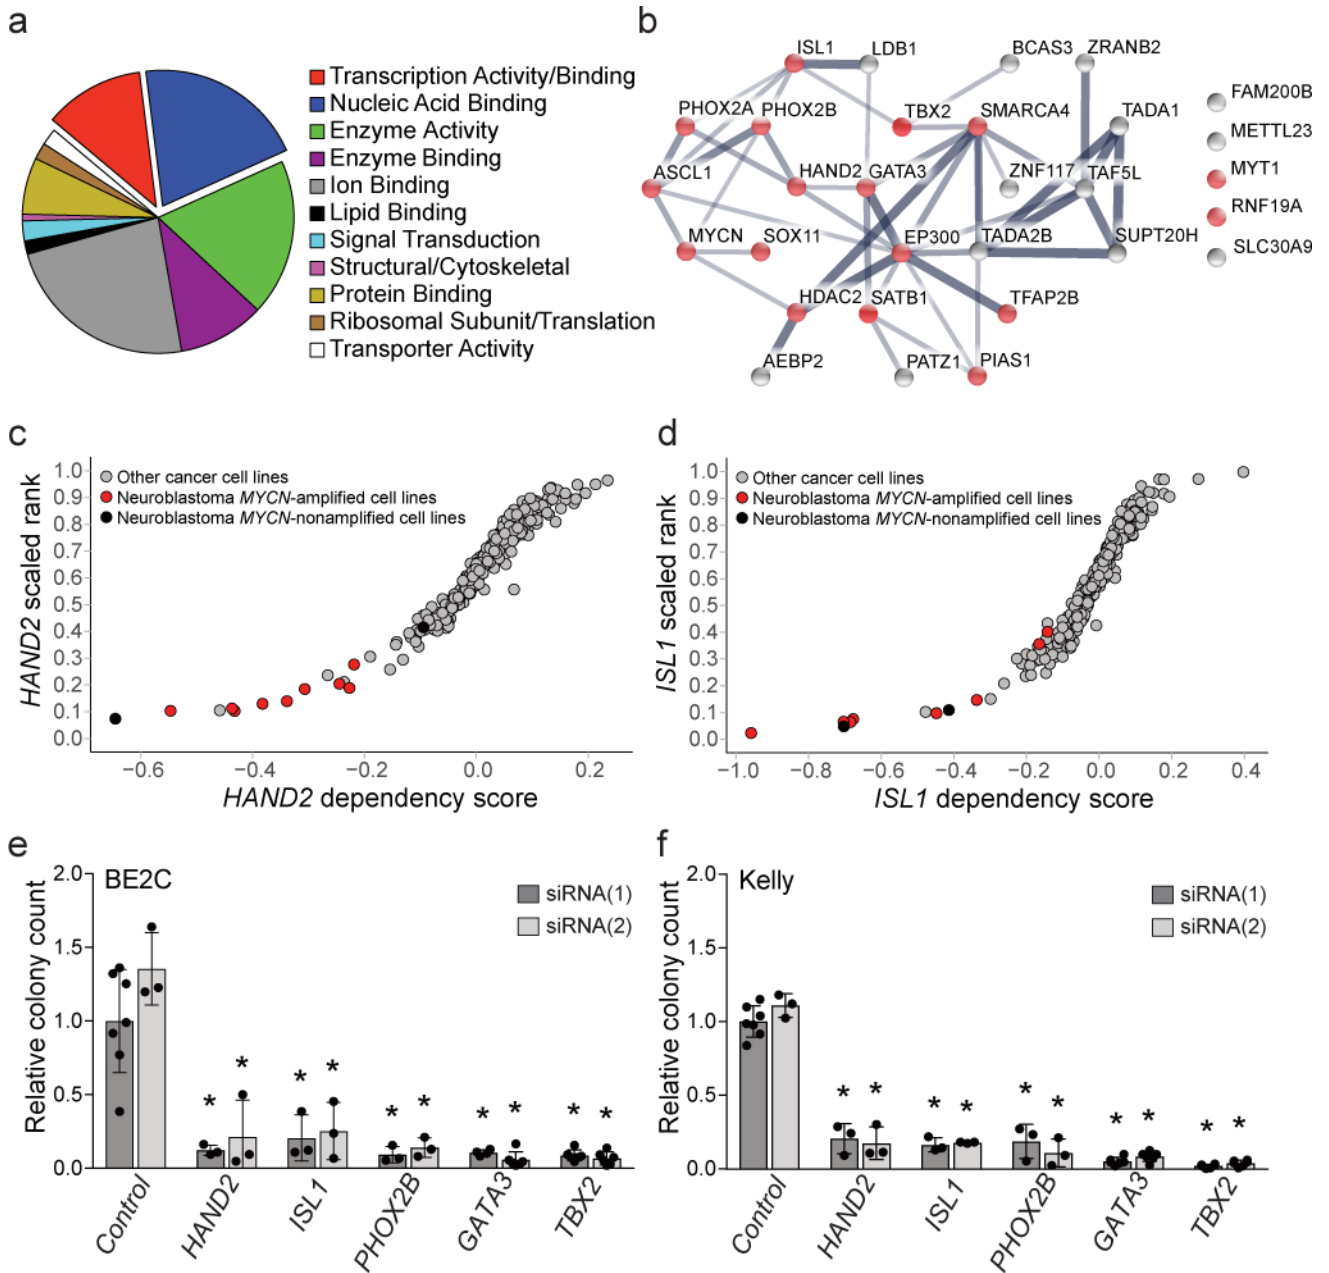 a
Transcription Activity/Binding
Nucleic Acid Binding
Enzyme Activity
Enzyme Binding
Ion Binding
Lipid Binding
Signal Transduction
Structural/Cytoskeletal
Protein Binding
Ribosomal Subunit/Translation
Transporter Activity
b
ISL1 LDB1 BCAS3 ZRANB2
PHOX2A PHOX2B TBX2 SMARCA4 TADA1
ASCL1 HAND2 GATA3 ZNF117 TAF5L
MYCN SOX11 EP300 TADA2B SUPT20H
HDAC2 SATB1 TFAP2B
AEBP2 PATZ1 PIAS1
FAM200B
METTL23
MYT1
RNF19A
SLC30A9
c
HAND2 scaled rank
1.0
0.9
0.8
0.7
0.6
0.5
0.4
0.3
0.2
0.1
0.0
Other cancer cell lines
Neuroblastoma MYCN-amplified cell lines
Neuroblastoma MYCN-nonamplified cell lines
−0.6 −0.4 −0.2 0.0 0.2
HAND2 dependency score
d
ISL1 scaled rank
1.0
0.9
0.8
0.7
0.6
0.5
0.4
0.3
0.2
0.1
0.0
Other cancer cell lines
Neuroblastoma MYCN-amplified cell lines
Neuroblastoma MYCN-nonamplified cell lines
−1.0 −0.8 −0.6 −0.4 −0.2 0.0 0.2 0.4
ISL1 dependency score
e
Relative colony count
2.0
1.5
1.0
0.5
0.0
BE2C
siRNA(1)
siRNA(2)
* * * * * * * * * *
Control HAND2 ISL1 PHOX2B GATA3 TBX2
f
Relative colony count
2.0
1.5
1.0
0.5
0.0
Kelly
siRNA(1)
siRNA(2)
* * * * * * * * * *
Control HAND2 ISL1 PHOX2B GATA3 TBX2